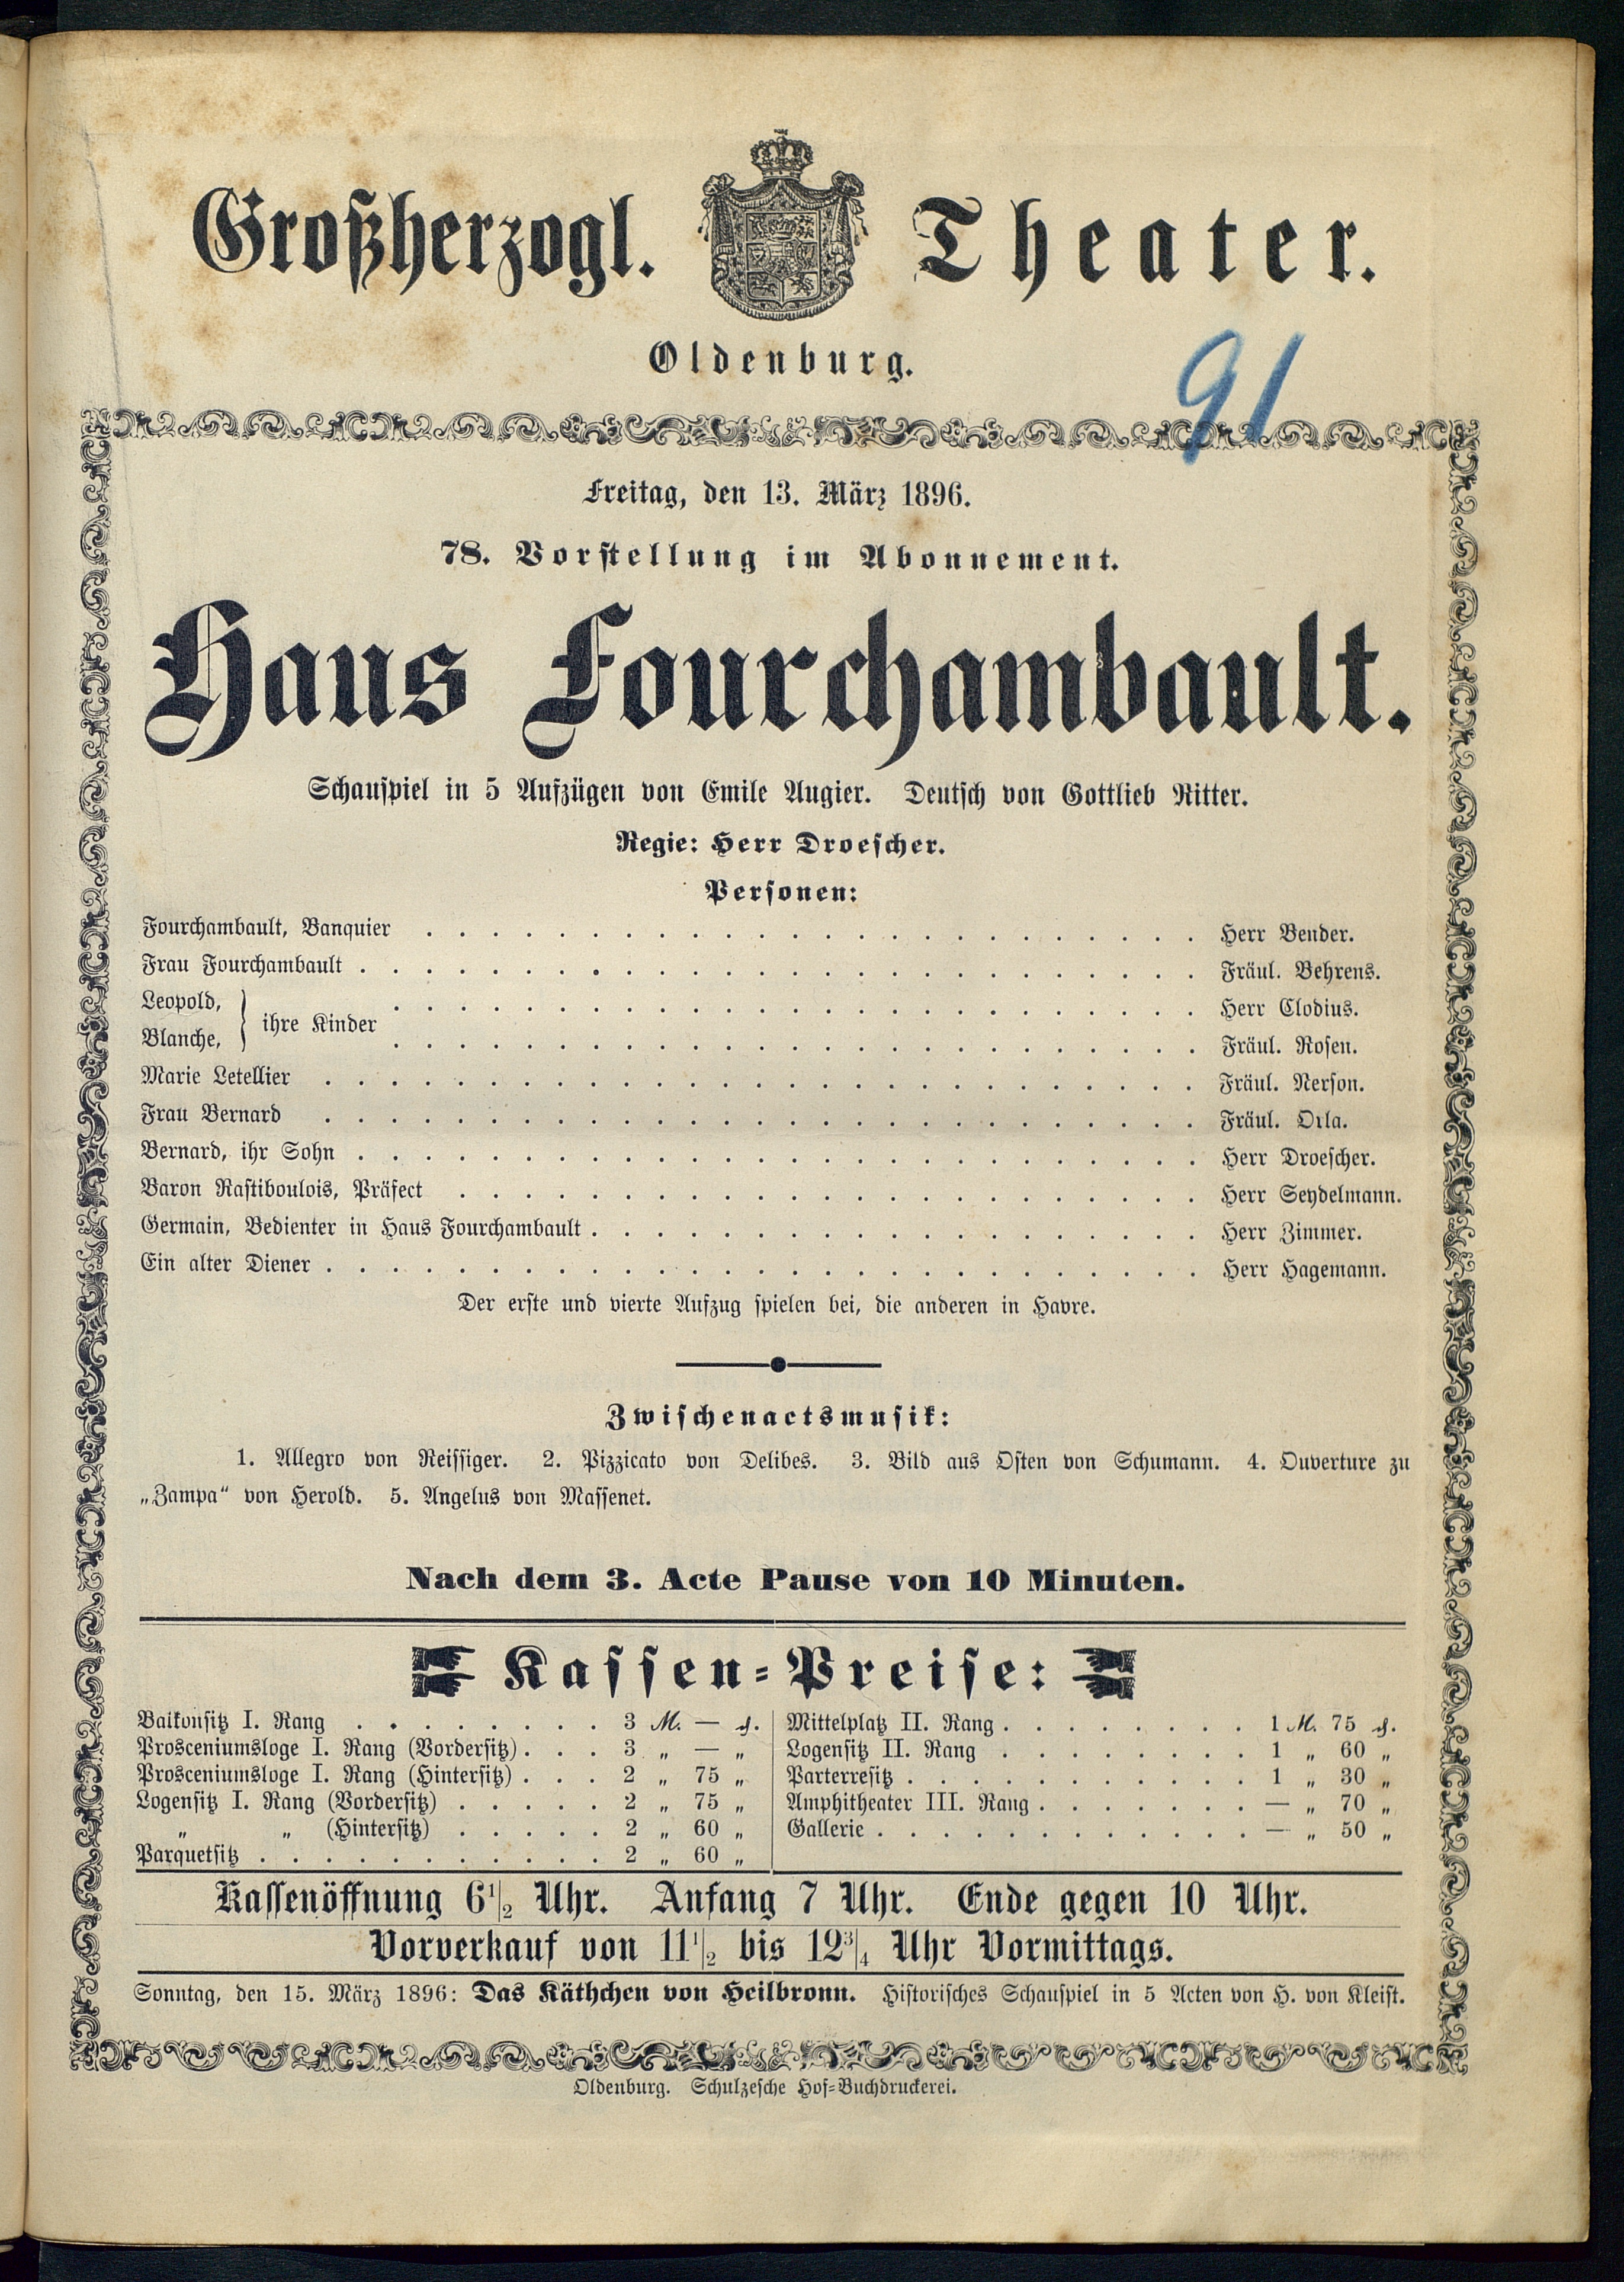 Großherzogl. Theater.
Oldenburg.
91
Freitag, den 13. März 1896.
78. Vorstellung im Abonnement.
Haus Fourchambault.
Schauspiel in 5 Aufzügen von Emile Augier. Deutsch von Gottlieb Ritter.
Regie: Herr Droescher.
Personen:
Fourchambault, Banquier . . . . . . . . . . Herr Bender.
Frau Fourchambault . . . . . . . . . . Fräul. Behrens.
Leopold, } ihre Kinder . . . . . . . . . . Herr Clodius.
Blanche, } . . . . . . . . . . Fräul. Rosen.
Marie Letellier . . . . . . . . . . Fräul. Nerson.
Frau Bernard . . . . . . . . . . Fräul. Orla.
Bernard, ihr Sohn . . . . . . . . . . Herr Droescher.
Baron Rastiboulois, Präfect . . . . . . . . . . Herr Seydelmann.
Germain, Bedienter in Haus Fourchambault . . . . . . . . . . Herr Zimmer.
Ein alter Diener . . . . . . . . . . Herr Hagemann.
Der erste und vierte Aufzug spielen bei, die anderen in Havre.
Zwischenactsmusik:
1. Allegro von Reissiger. 2. Pizzicato von Delibes. 3. Bild aus Osten von Schumann. 4. Ouverture zu
„Zampa“ von Herold. 5. Angelus von Massenet.
Nach dem 3. Acte Pause von 10 Minuten.
Kassen-Preise:
Balkonsitz I. Rang . . . . . . . . 3 M. — ₰.
Prosceniumsloge I. Rang (Vordersitz) . . . 3 „ — „
Prosceniumsloge I. Rang (Hintersitz) . . . 2 „ 75 „
Logensitz I. Rang (Vordersitz) . . . . . 2 „ 75 „
„ „ (Hintersitz) . . . . . 2 „ 60 „
Parquetsitz . . . . . . . . . . . 2 „ 60 „
Mittelplatz II. Rang . . . . . . . . 1 M. 75 ₰.
Logensitz II. Rang . . . . . . . . 1 „ 60 „
Parterresitz . . . . . . . . . . . 1 „ 30 „
Amphitheater III. Rang . . . . . . . — „ 70 „
Gallerie . . . . . . . . . . . . — „ 50 „
Kassenöffnung 6½ Uhr. Anfang 7 Uhr. Ende gegen 10 Uhr.
Vorverkauf von 11½ bis 12¾ Uhr Vormittags.
Sonntag, den 15. März 1896: Das Käthchen von Heilbronn. Historisches Schauspiel in 5 Acten von H. von Kleist.
Oldenburg. Schulzesche Hof-Buchdruckerei.